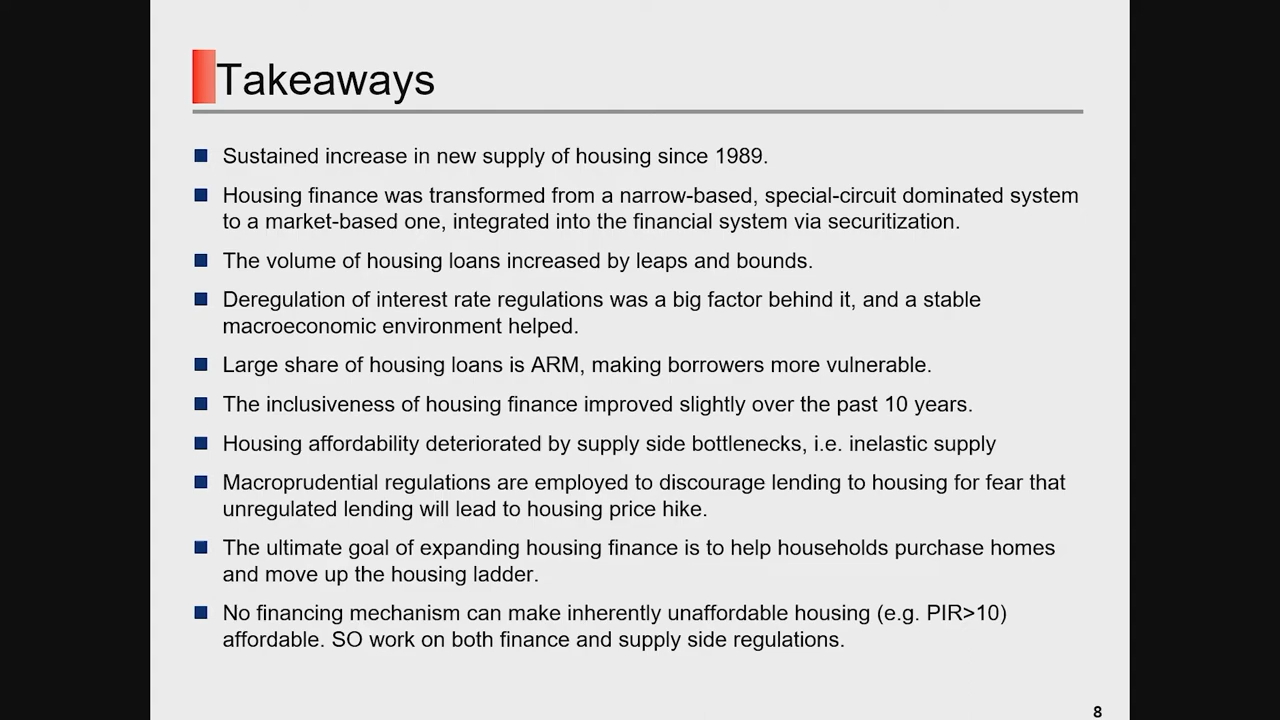 Takeaways
Sustained increase in new supply of housing since 1989.
Housing finance was transformed from a narrow-based, special-circuit dominated system
to a market-based one, integrated into the financial system via securitization.
The volume of housing loans increased by leaps and bounds.
Deregulation of interest rate regulations was a big factor behind it, and a stable
macroeconomic environment helped.
Large share of housing loans is ARM, making borrowers more vulnerable.
The inclusiveness of housing finance improved slightly over the past 10 years.
Housing affordability deteriorated by supply side bottlenecks, i.e. inelastic supply
Macroprudential regulations are employed to discourage lending to housing for fear that
unregulated lending will lead to housing price hike.
The ultimate goal of expanding housing finance is to help households purchase homes
and move up the housing ladder.
No financing mechanism can make inherently unaffordable housing (e.g. PIR>10)
affordable. SO work on both finance and supply side regulations.
8